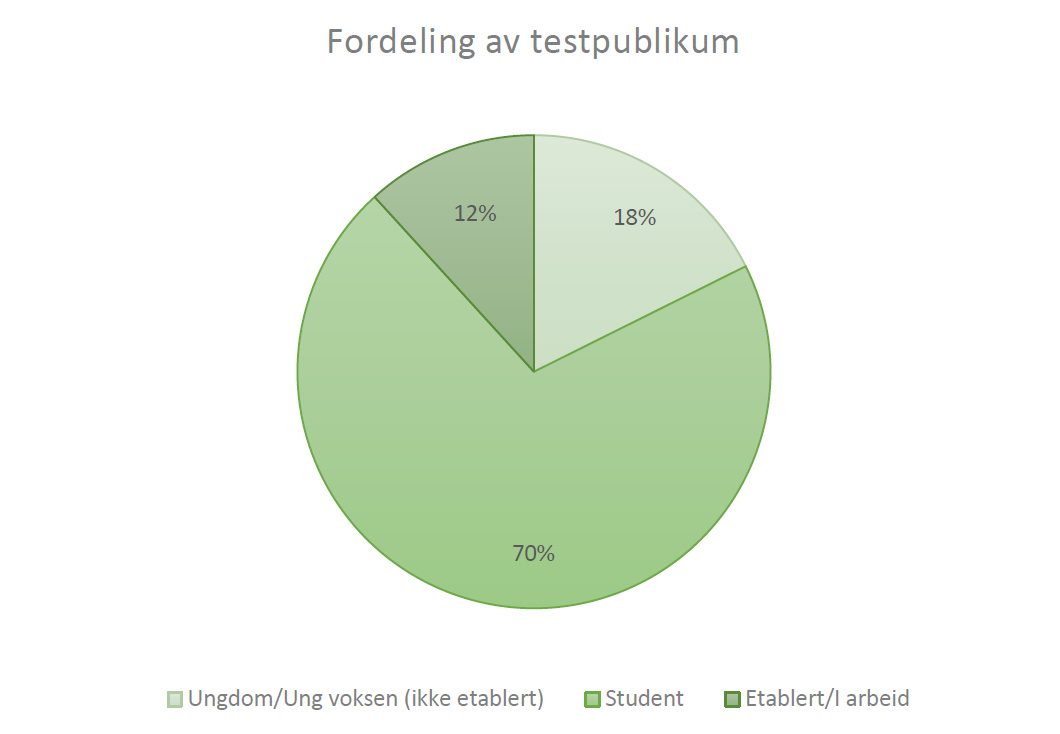 Fordeling av testpublikum
12%
18%
70%
Ungdom/Ung voksen (ikke etablert) Student Etablert/I arbeid